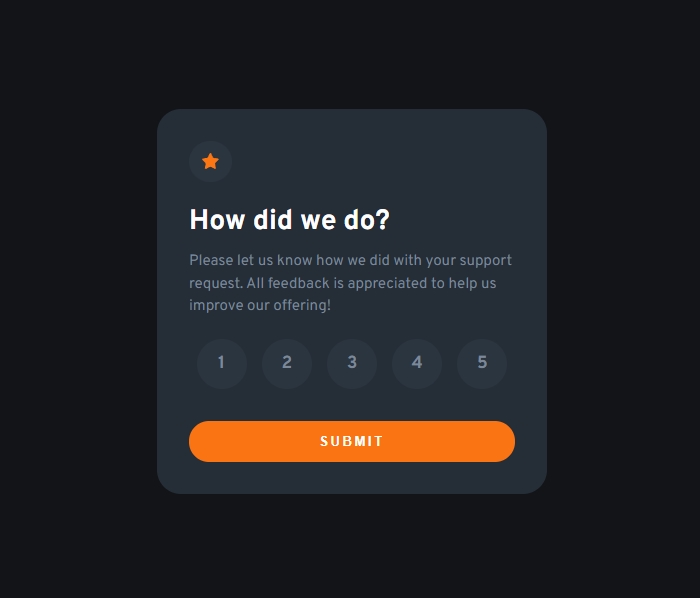 How did we do?
Please let us know how we did with your support
request. All feedback is appreciated to help us
improve our offering!
1 2 3 4 5
SUBMIT